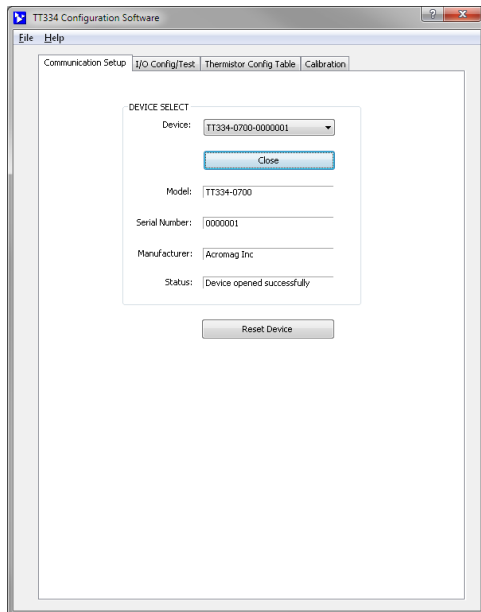 TT334 Configuration Software
File Help
Communication Setup I/O Config/Test Thermistor Config Table Calibration
DEVICE SELECT
Device: TT334-0700-0000001
Close
Model: TT334-0700
Serial Number: 0000001
Manufacturer: Acromag Inc
Status: Device opened successfully
Reset Device